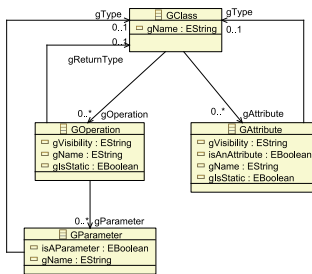 gType
GClass
gType
0..1
gName : EString
0..1
0..1
gReturnType
0..*
gOperation
0..*
gAttribute
GOperation
gVisibility : EString
gName : EString
gIsStatic : EBoolean
GAttribute
gVisibility : EString
isAnAttribute : EBoolean
gName : EString
gIsStatic : EBoolean
0..*
gParameter
GParameter
isAParameter : EBoolean
gName : EString